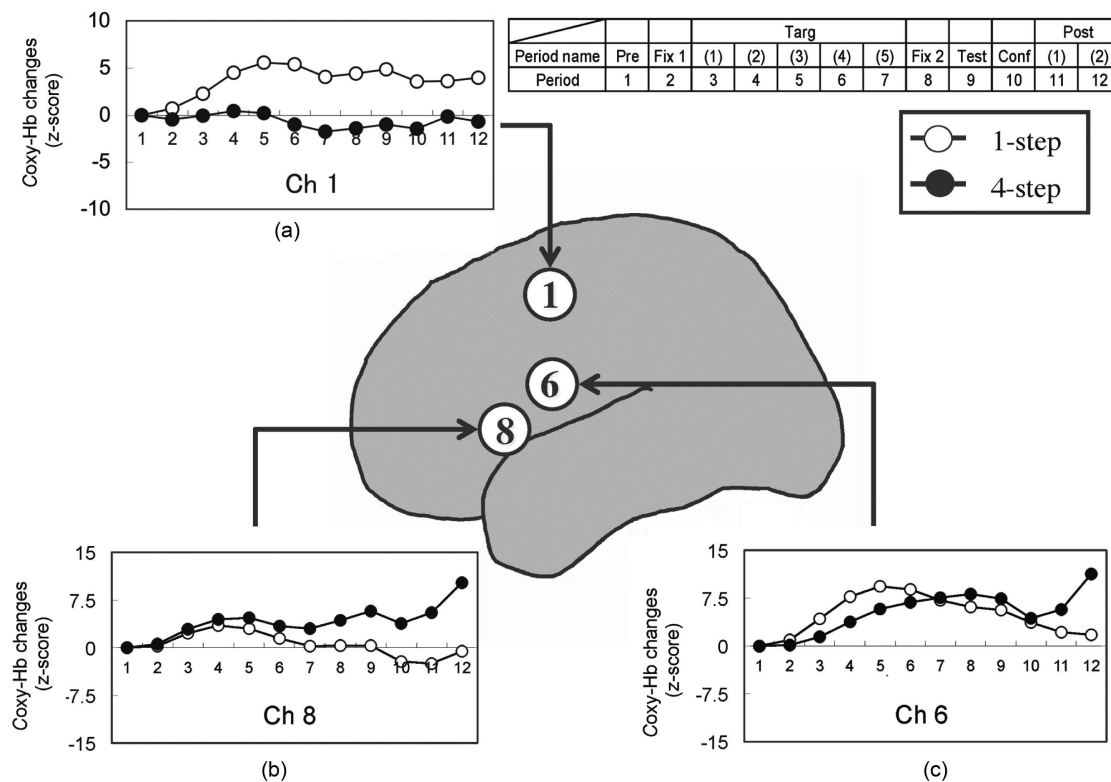 10
5
0
-5
-10
Coxy-Hb changes
(z-score)
1 2 3 4 5 6 7 8 9 10 11 12
Ch 1
(a)
Targ Post
Period name Pre Fix 1 (1) (2) (3) (4) (5) Fix 2 Test Conf (1) (2)
Period 1 2 3 4 5 6 7 8 9 10 11 12
1-step
4-step
1
6
8
15
7.5
0
-7.5
-15
Coxy-Hb changes
(z-score)
1 2 3 4 5 6 7 8 9 10 11 12
Ch 8
(b)
15
7.5
0
-7.5
-15
Coxy-Hb changes
(z-score)
1 2 3 4 5 6 7 8 9 10 11 12
Ch 6
(c)